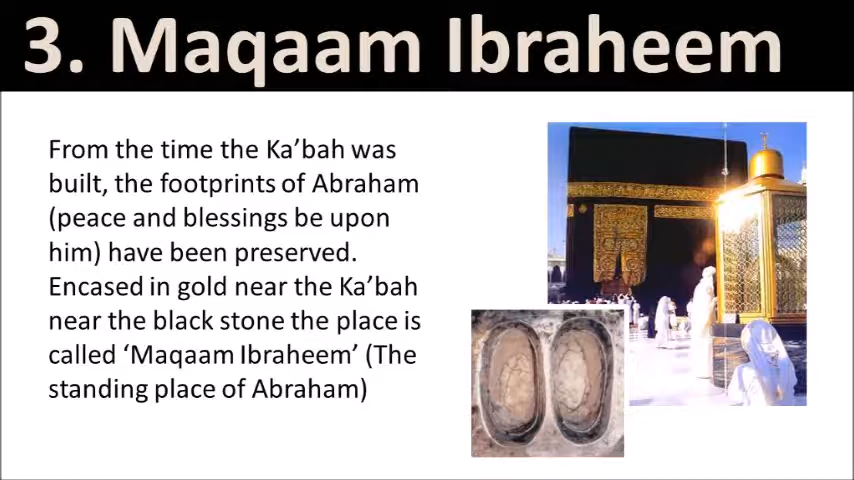 3. Maqaam Ibraheem
From the time the Ka’bah was
built, the footprints of Abraham
(peace and blessings be upon
him) have been preserved.
Encased in gold near the Ka’bah
near the black stone the place is
called ‘Maqaam Ibraheem’ (The
standing place of Abraham)